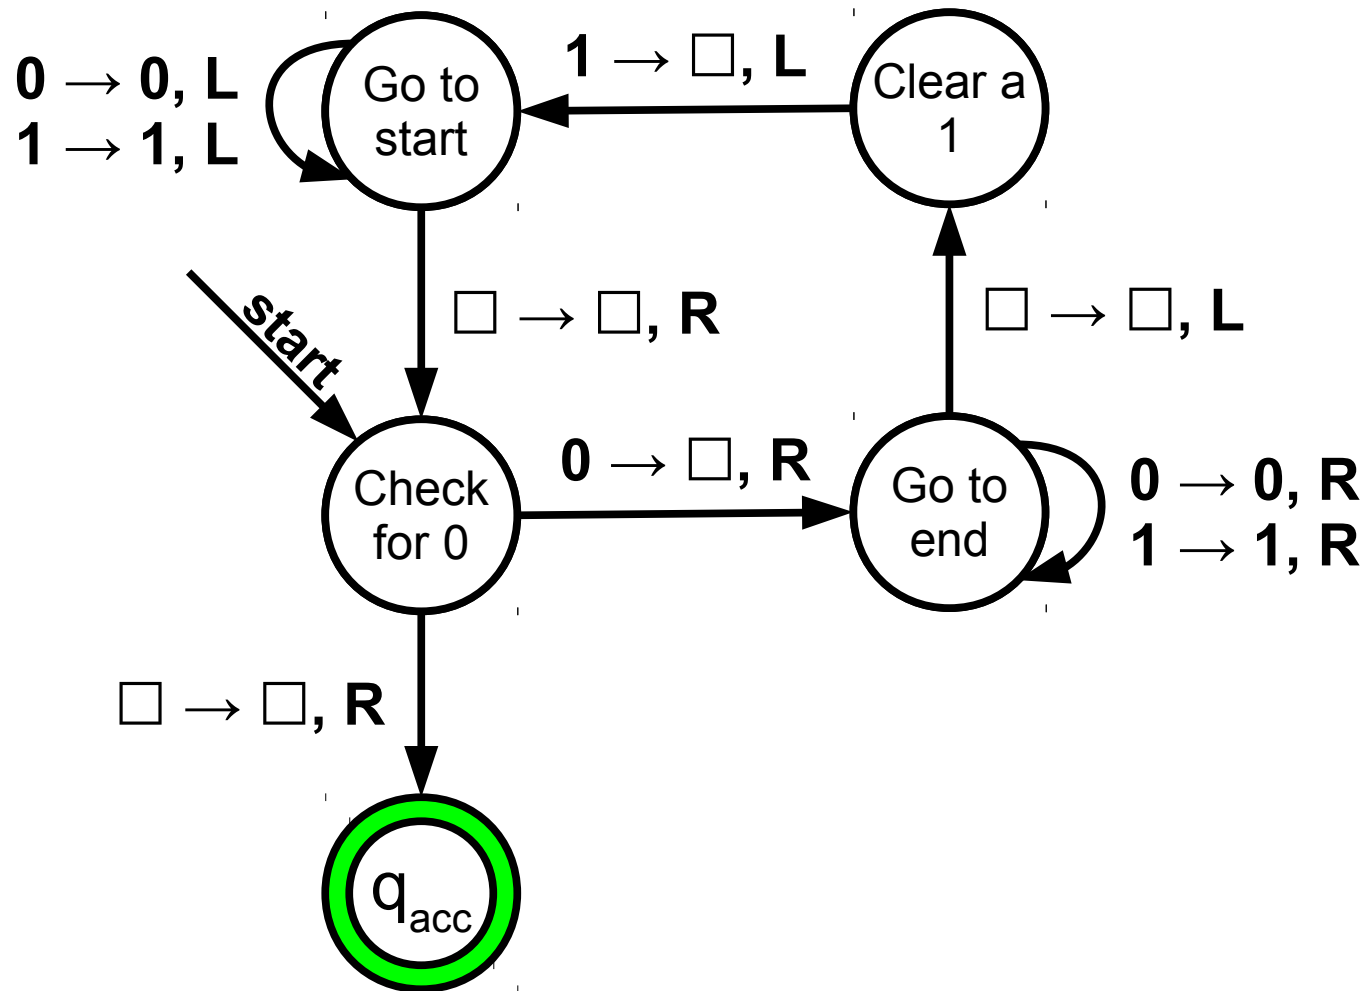 0 → 0, L
1 → 1, L
Go to
start
1 → □, L
Clear a
1
start
□ → □, R
□ → □, L
Check
for 0
0 → □, R
Go to
end
0 → 0, R
1 → 1, R
□ → □, R
qacc